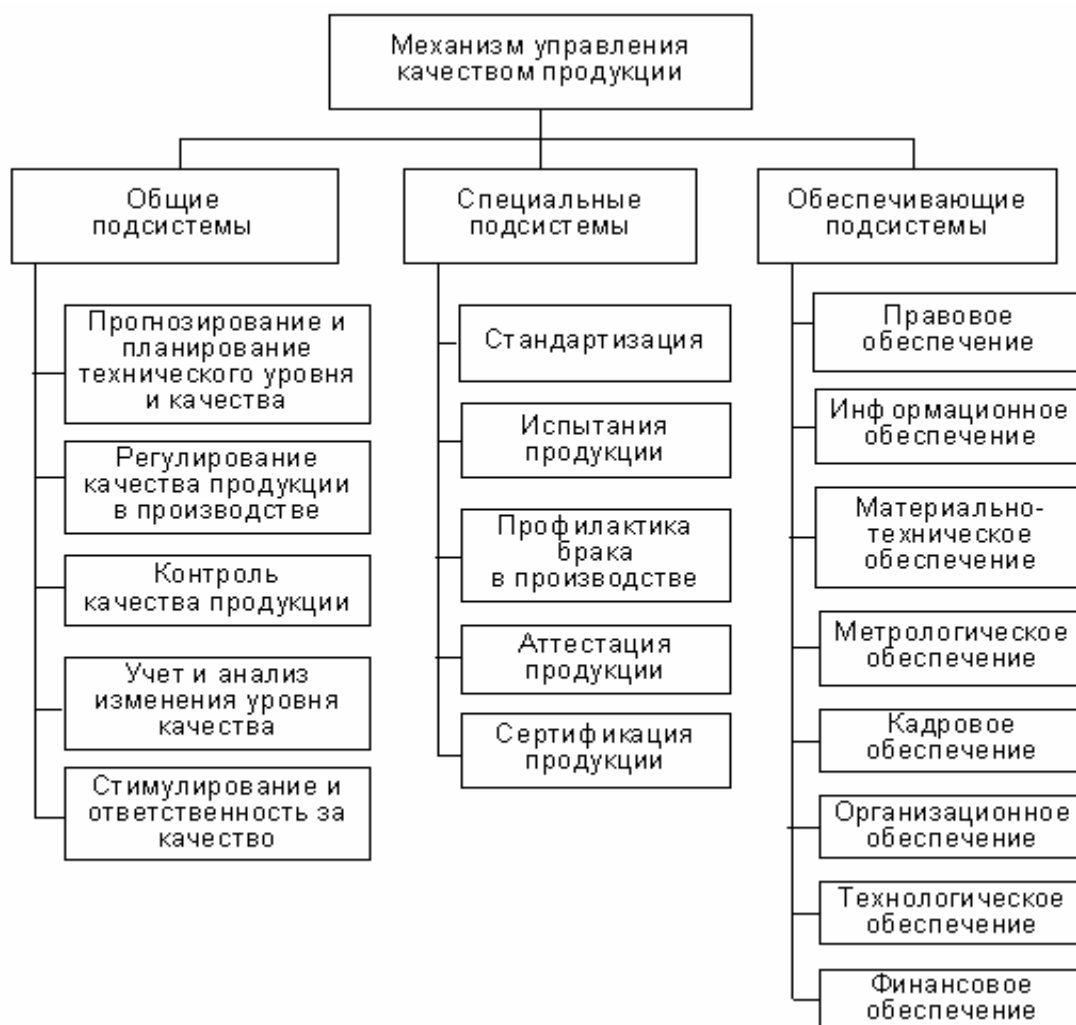 Механизм управления
качеством продукции
Общие
подсистемы
Прогнозирование и
планирование
технического уровня
и качества
Регулирование
качества продукции
в производстве
Контроль
качества продукции
Учет и анализ
изменения уровня
качества
Стимулирование и
ответственность за
качество
Специальные
подсистемы
Стандартизация
Испытания
продукции
Профилактика
брака
в производстве
Аттестация
продукции
Сертификация
продукции
Обеспечивающие
подсистемы
Правовое
обеспечение
Информационное
обеспечение
Материально-
техническое
обеспечение
Метрологическое
обеспечение
Кадровое
обеспечение
Организационное
обеспечение
Технологическое
обеспечение
Финансовое
обеспечение